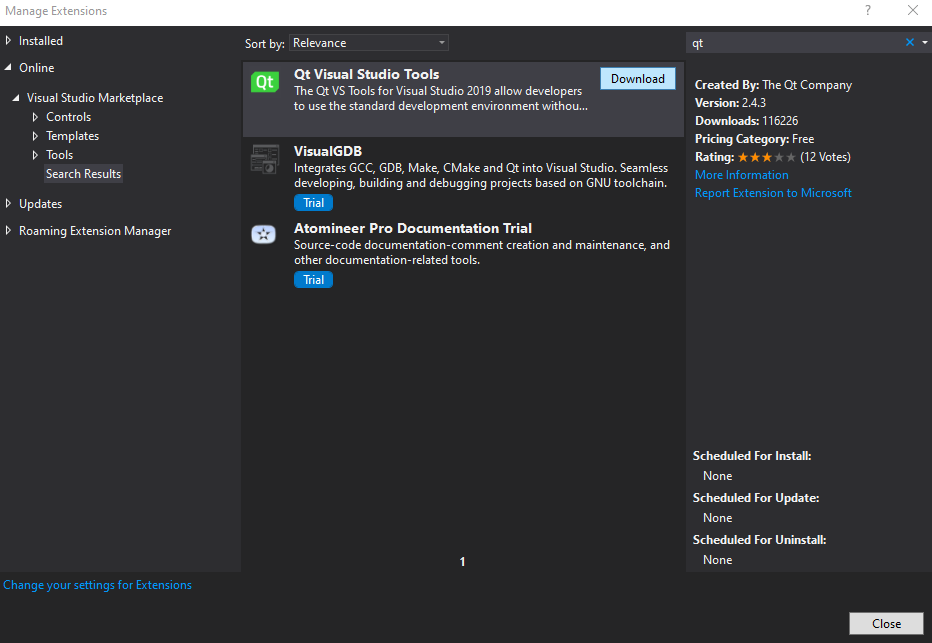 Manage Extensions
?
Installed
Online
Visual Studio Marketplace
Controls
Templates
Tools
Search Results
Updates
Roaming Extension Manager
Change your settings for Extensions
Sort by: Relevance
Qt
Qt Visual Studio Tools
Download
The Qt VS Tools for Visual Studio 2019 allow developers
to use the standard development environment withou...
VisualGDB
Integrates GCC, GDB, Make, CMake and Qt into Visual Studio. Seamless
developing, building and debugging projects based on GNU toolchain.
Trial
Atomineer Pro Documentation Trial
Source-code documentation-comment creation and maintenance, and
other documentation-related tools.
Trial
1
qt
Created By: The Qt Company
Version: 2.4.3
Downloads: 116226
Pricing Category: Free
Rating: ★★★★★ (12 Votes)
More Information
Report Extension to Microsoft
Scheduled For Install:
None
Scheduled For Update:
None
Scheduled For Uninstall:
None
Close